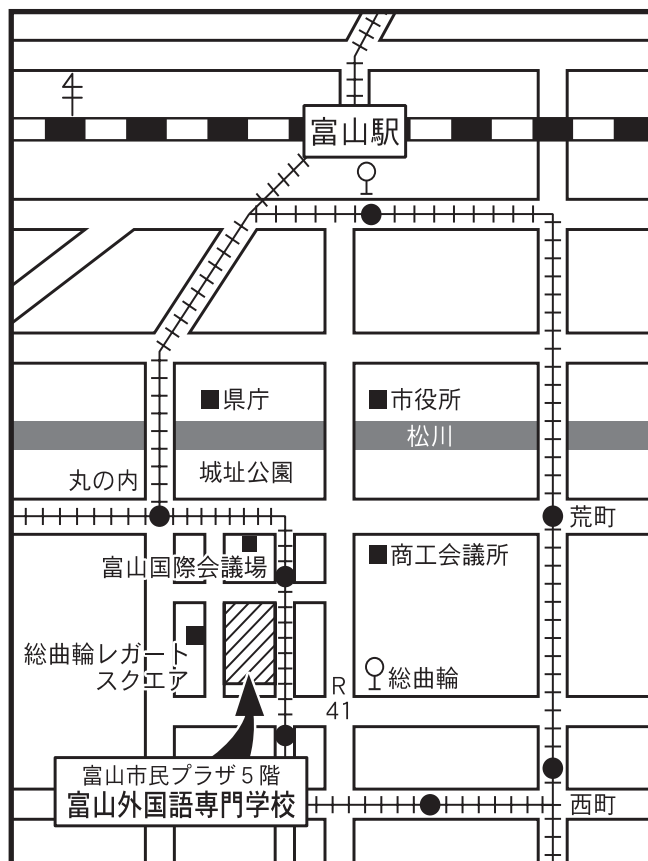 4
富山駅
県庁
市役所
松川
城址公園
丸の内
荒町
富山国際会議場
商工会議所
総曲輪レガート
スクエア
総曲輪
R
41
富山市民プラザ5階
富山外国語専門学校
西町